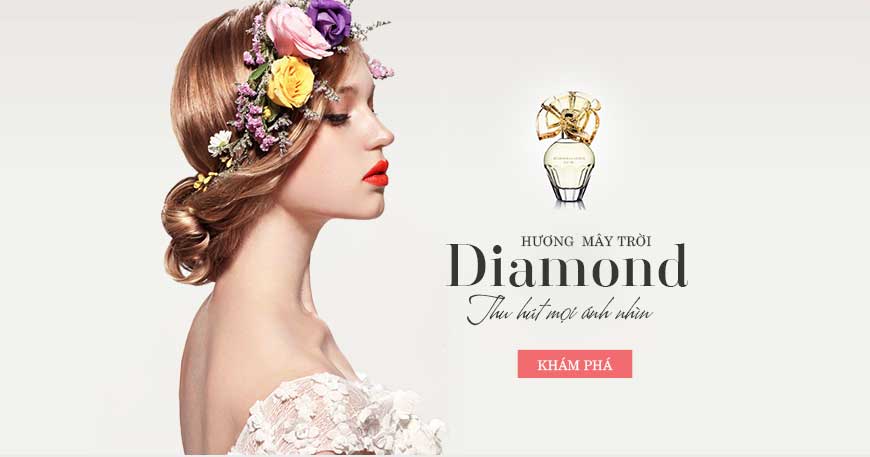 HƯƠNG MÂY TRỜI
Diamond
Thu hút mọi ánh nhìn
KHÁM PHÁ